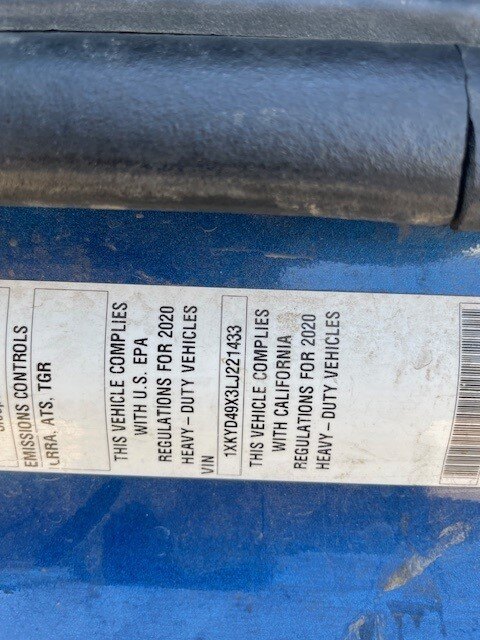 EMISSIONS CONTROLS
LRRA, ATS, TGR
THIS VEHICLE COMPLIES
WITH U.S. EPA
REGULATIONS FOR 2020
HEAVY-DUTY VEHICLES
VIN
1XKYD49X3LJ221433
THIS VEHICLE COMPLIES
WITH CALIFORNIA
REGULATIONS FOR 2020
HEAVY-DUTY VEHICLES